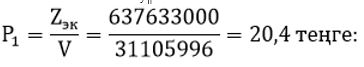 P₁ = Zэк / V = 637633000 / 31105996 = 20,4 теңге: